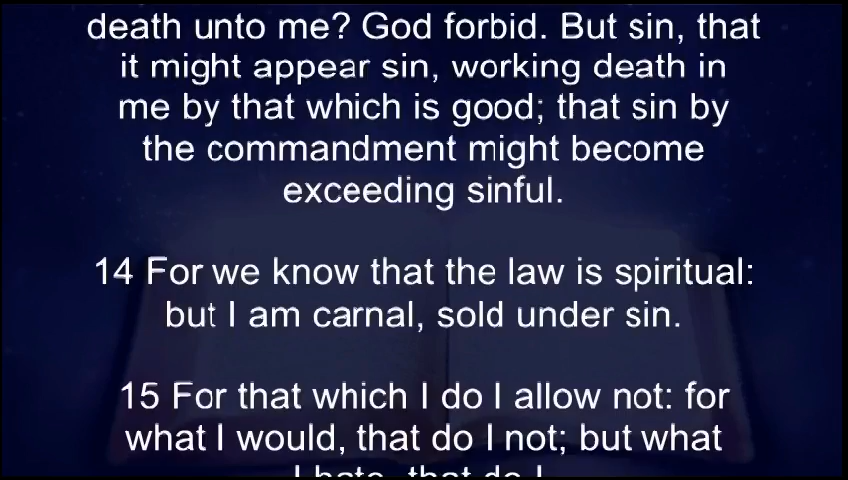 death unto me? God forbid. But sin, that
it might appear sin, working death in
me by that which is good; that sin by
the commandment might become
exceeding sinful.
14 For we know that the law is spiritual:
but I am carnal, sold under sin.
15 For that which I do I allow not: for
what I would, that do I not; but what
I hate, that do I